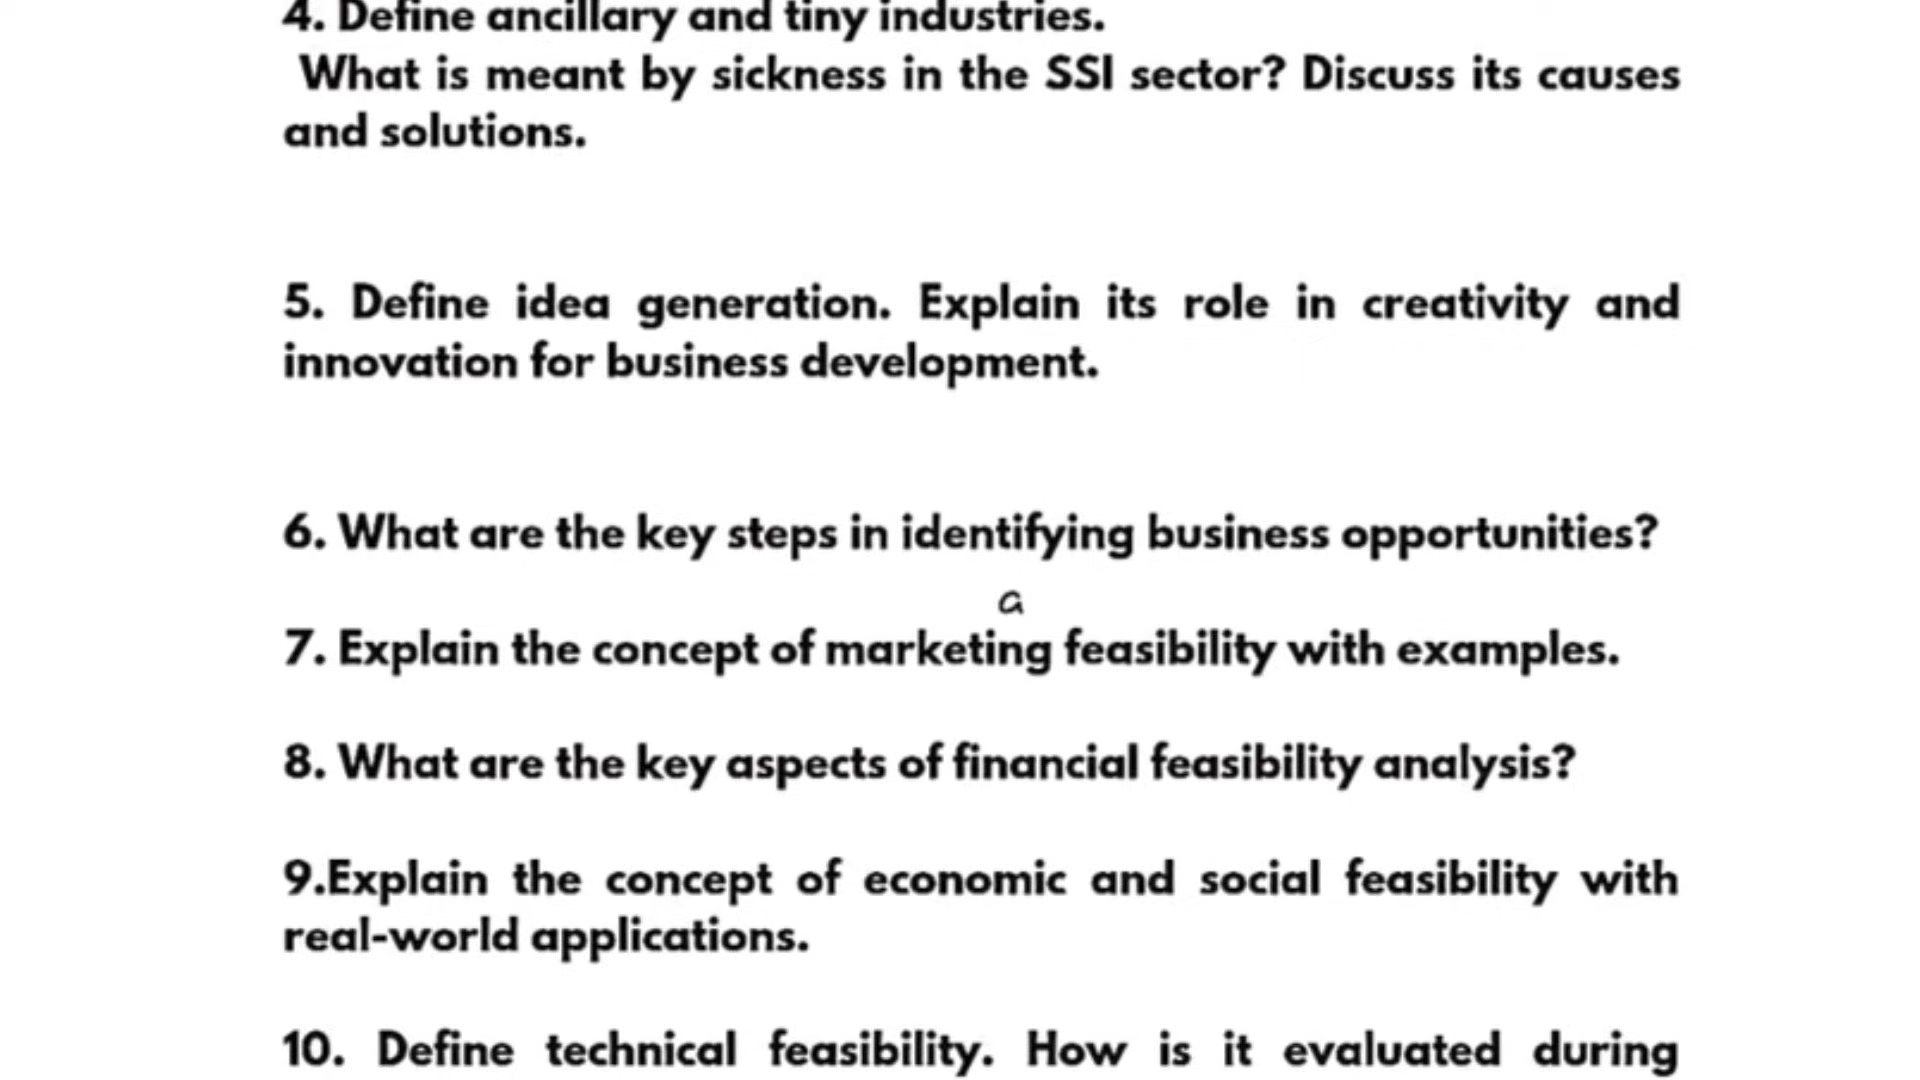 4. Define ancillary and tiny industries.
What is meant by sickness in the SSI sector? Discuss its causes
and solutions.
5. Define idea generation. Explain its role in creativity and
innovation for business development.
6. What are the key steps in identifying business opportunities?
a
7. Explain the concept of marketing feasibility with examples.
8. What are the key aspects of financial feasibility analysis?
9.Explain the concept of economic and social feasibility with
real-world applications.
10. Define technical feasibility. How is it evaluated during